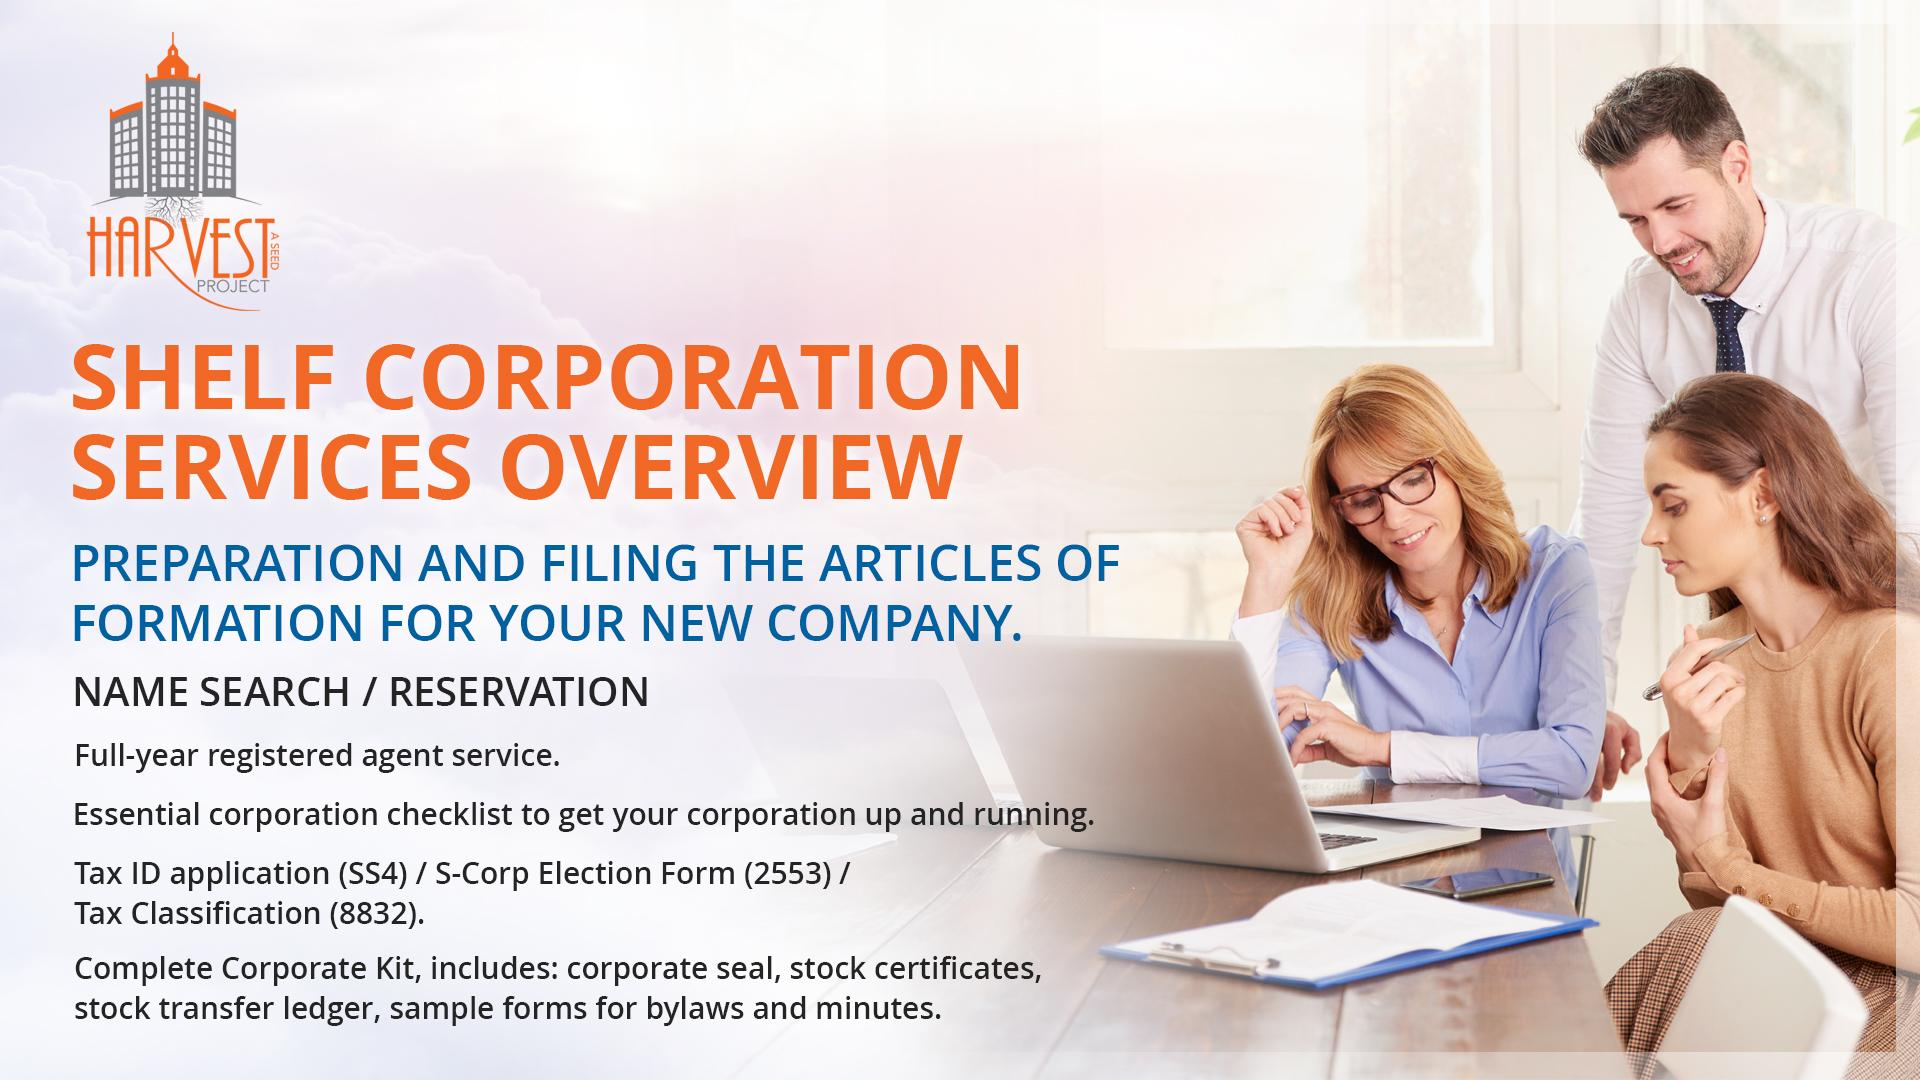 HARVEST
A SEED
PROJECT
SHELF CORPORATION
SERVICES OVERVIEW
PREPARATION AND FILING THE ARTICLES OF
FORMATION FOR YOUR NEW COMPANY.
NAME SEARCH / RESERVATION
Full-year registered agent service.
Essential corporation checklist to get your corporation up and running.
Tax ID application (SS4) / S-Corp Election Form (2553) /
Tax Classification (8832).
Complete Corporate Kit, includes: corporate seal, stock certificates,
stock transfer ledger, sample forms for bylaws and minutes.